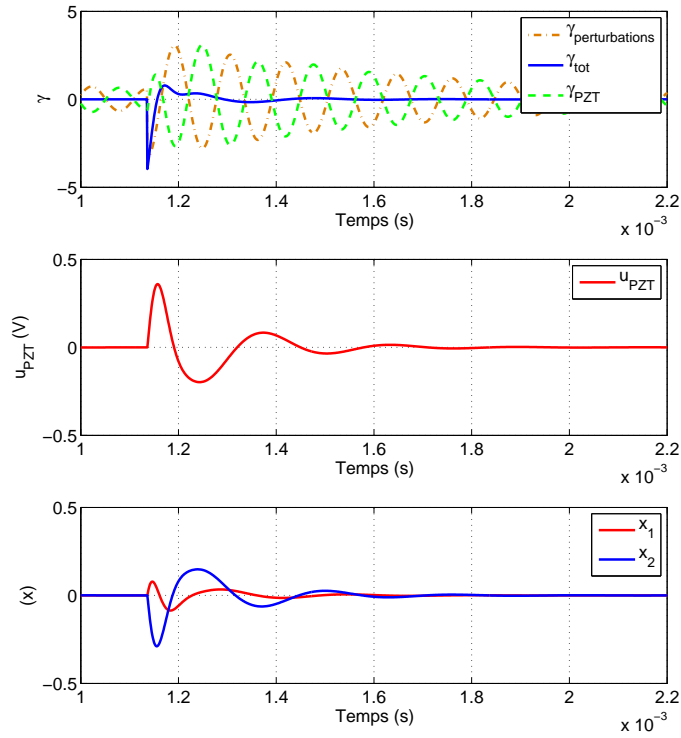 5
0
−5
γ
γperturbations
γtot
γPZT
1 1.2 1.4 1.6 1.8 2 2.2
Temps (s)
x 10−3
0.5
0
−0.5
uPZT (V)
uPZT
1 1.2 1.4 1.6 1.8 2 2.2
Temps (s)
x 10−3
0.5
0
−0.5
(x)
x1
x2
1 1.2 1.4 1.6 1.8 2 2.2
Temps (s)
x 10−3